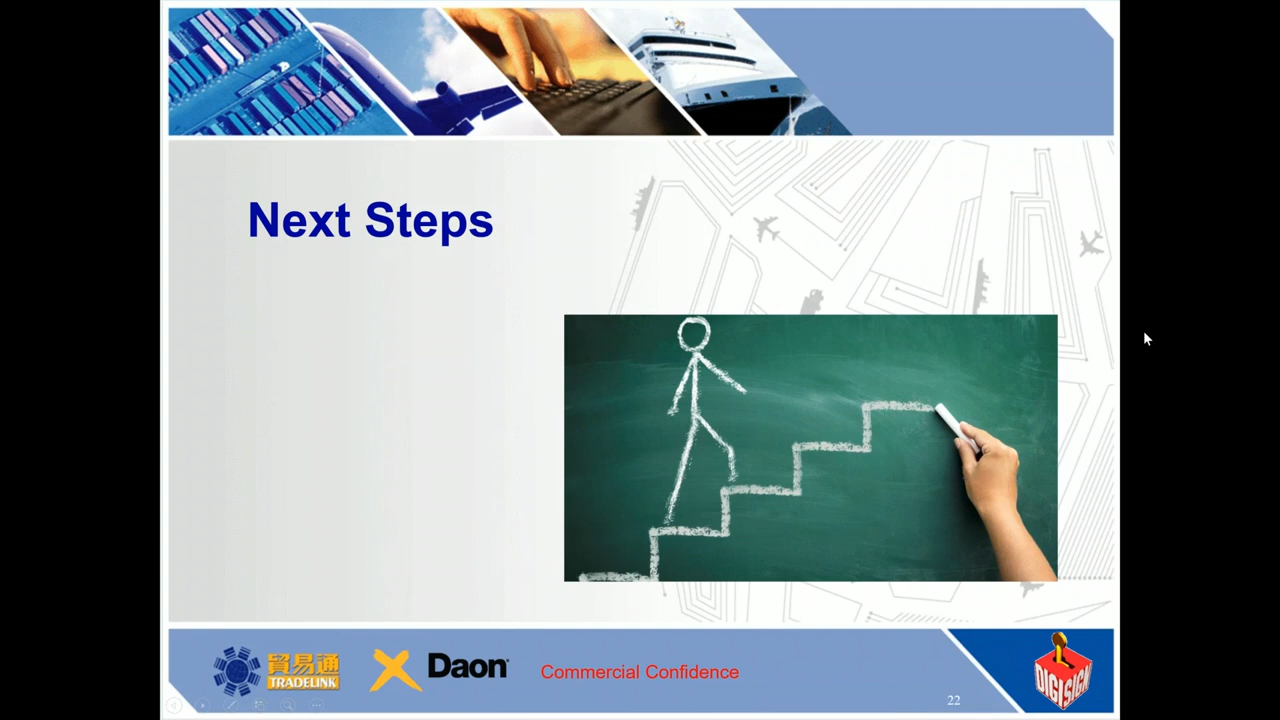 Next Steps
貿易通
TRADELINK
Daon
Commercial Confidence
22
DIGISIGN